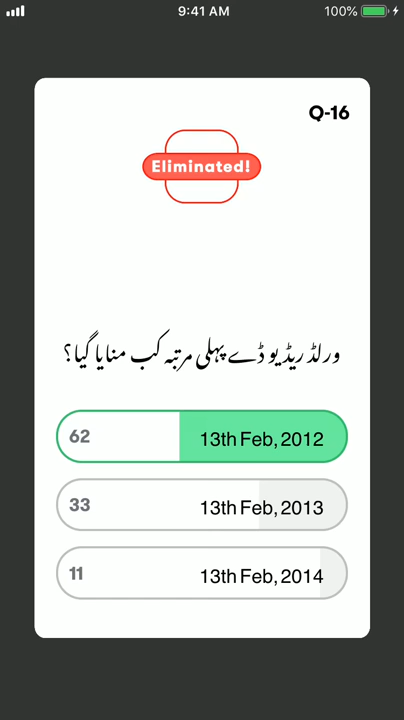 9:41 AM
100%
Q-16
Eliminated!
ورلڈ ریڈیو ڈے پہلی مرتبہ کب منایا گیا؟
62 13th Feb, 2012
33 13th Feb, 2013
11 13th Feb, 2014